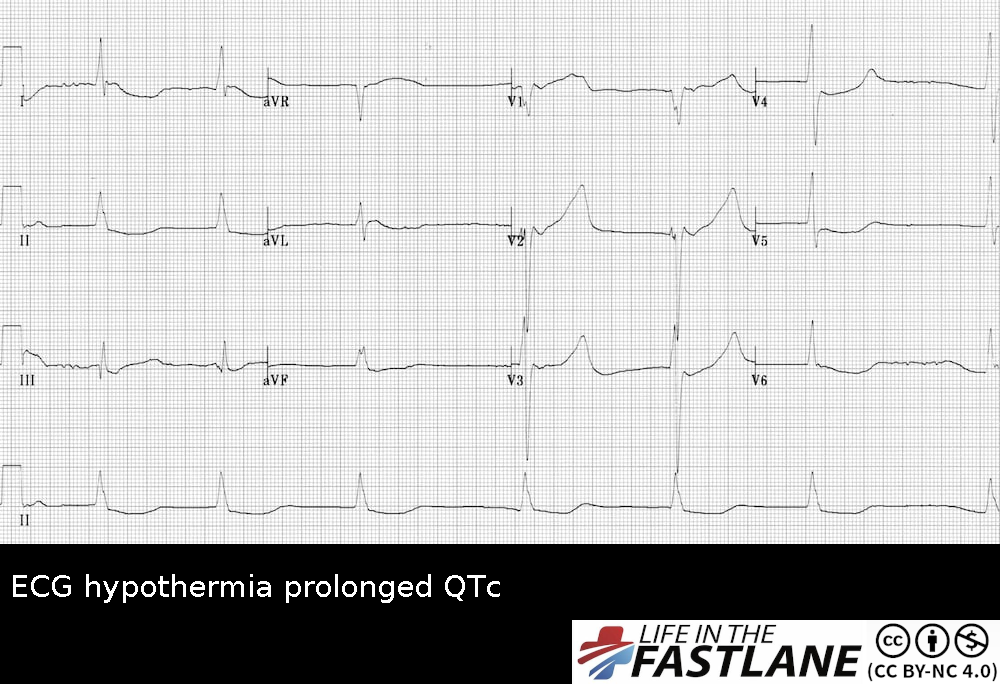 I
aVR
V1
V4
II
aVL
V2
V5
III
aVF
V3
V6
II
ECG hypothermia prolonged QTc
LIFE IN THE
FASTLANE
cc
$
(CC BY-NC 4.0)